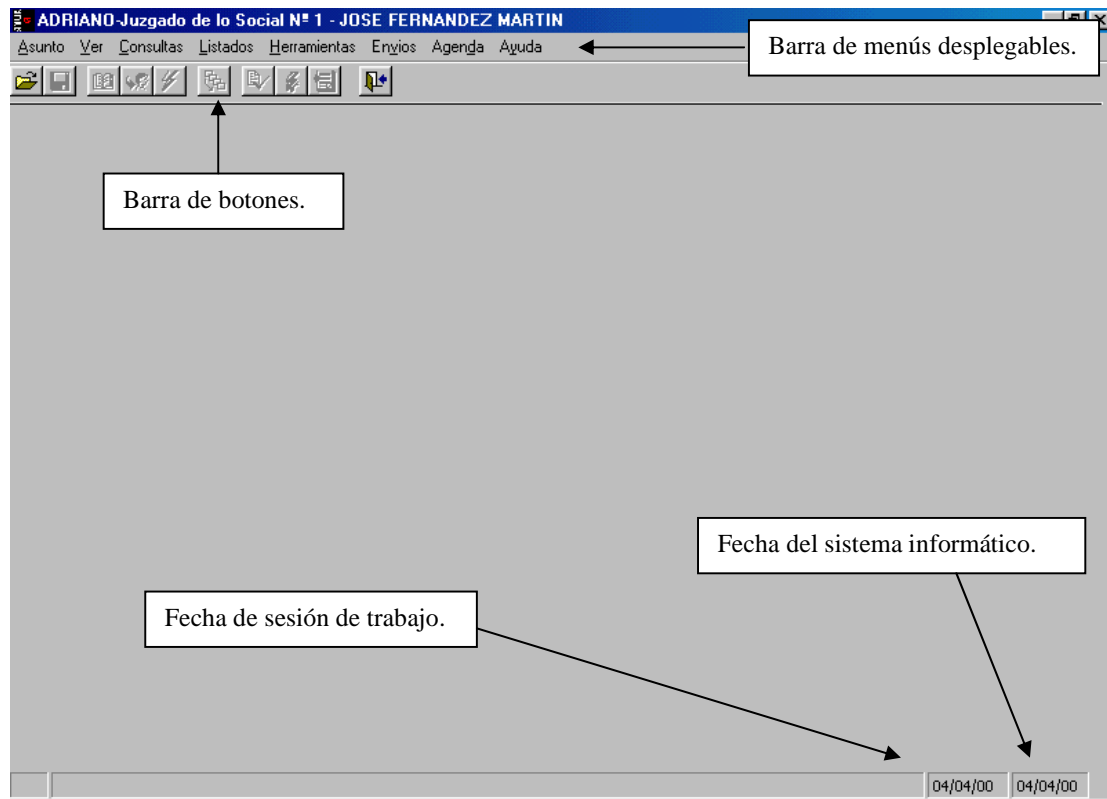 ADRIANO-Juzgado de lo Social Nº 1 - JOSE FERNANDEZ MARTIN
Asunto Ver Consultas Listados Herramientas Envios Agenda Ayuda
Barra de menús desplegables.
Barra de botones.
Fecha del sistema informático.
Fecha de sesión de trabajo.
04/04/00 04/04/00